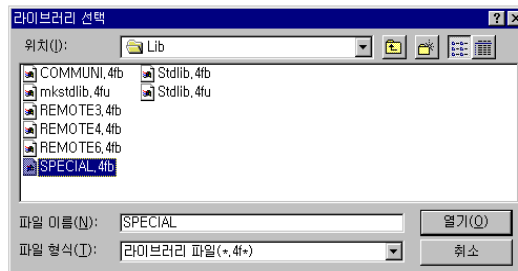 라이브러리 선택
위치(I): Lib
COMMUNI,4fb Stdlib,4fb
mkstdlib,4fu Stdlib,4fu
REMOTE3,4fb
REMOTE4,4fb
REMOTE6,4fb
SPECIAL,4fb
파일 이름(N): SPECIAL 열기(O)
파일 형식(T): 라이브러리 파일(*,4f*) 취소